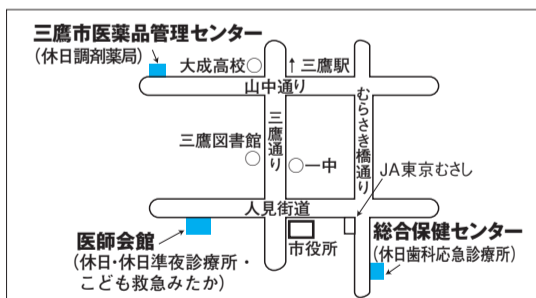 三鷹市医薬品管理センター
(休日調剤薬局)
大成高校
↑三鷹駅
山中通り
三鷹通り
むらさき橋通り
三鷹図書館
一中
JA東京むさし
人見街道
医師会館
(休日・休日準夜診療所・
こども救急みたか)
市役所
総合保健センター
(休日歯科応急診療所)